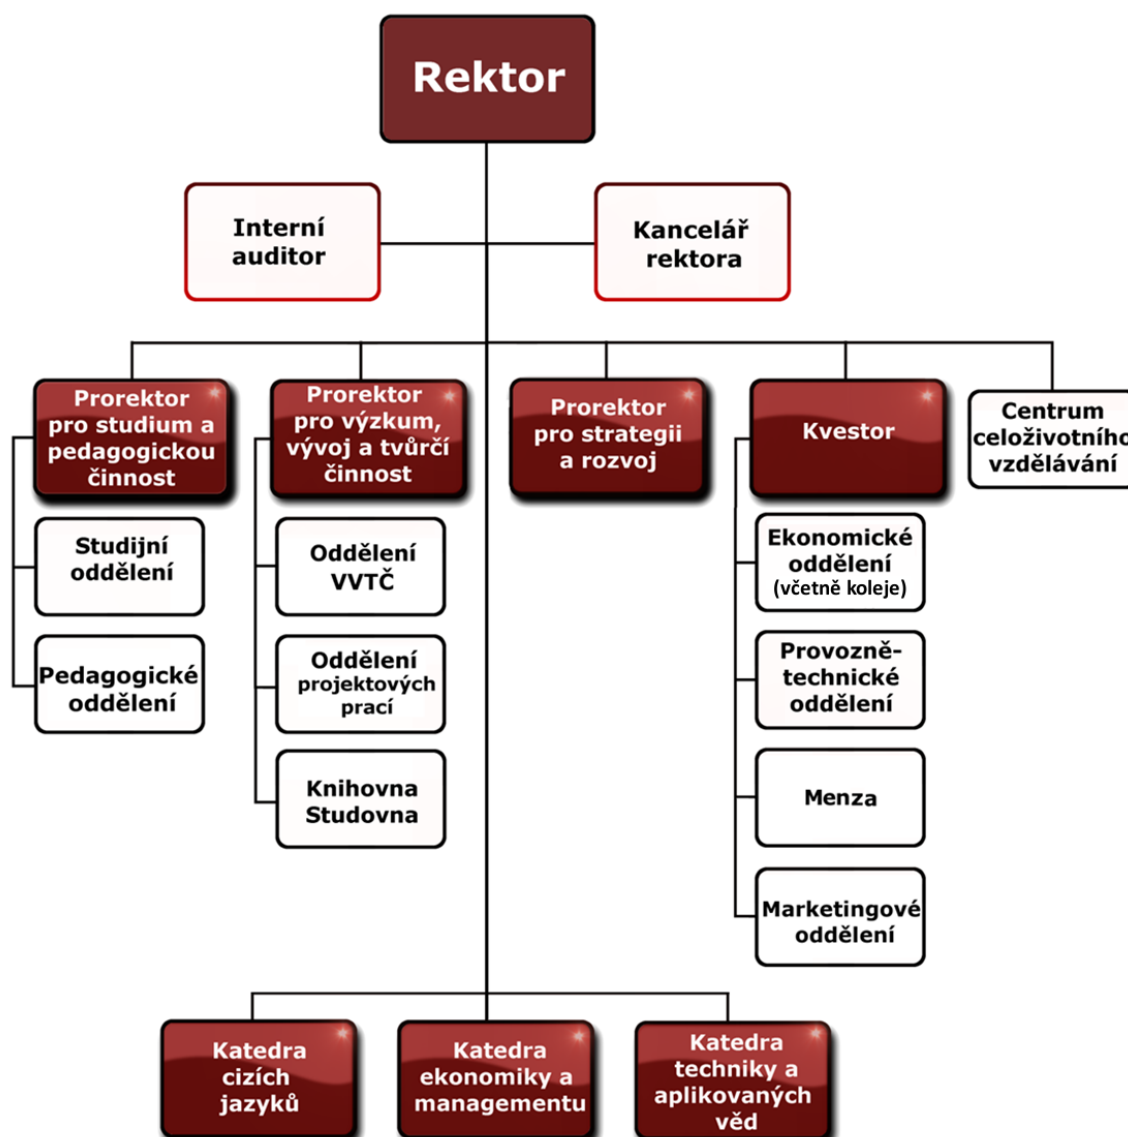 Rektor
Interní
auditor
Kancelář
rektora
Prorektor
pro studium a
pedagogickou
činnost
Studijní
oddělení
Pedagogické
oddělení
Prorektor
pro výzkum,
vývoj a tvůrčí
činnost
Oddělení
VVTČ
Oddělení
projektových
prací
Knihovna
Studovna
Prorektor
pro strategii
a rozvoj
Kvestor
Ekonomické
oddělení
(včetně koleje)
Provozně-
technické
oddělení
Menza
Marketingové
oddělení
Centrum
celoživotního
vzdělávání
Katedra
cizích
jazyků
Katedra
ekonomiky a
managementu
Katedra
techniky a
aplikovaných
věd